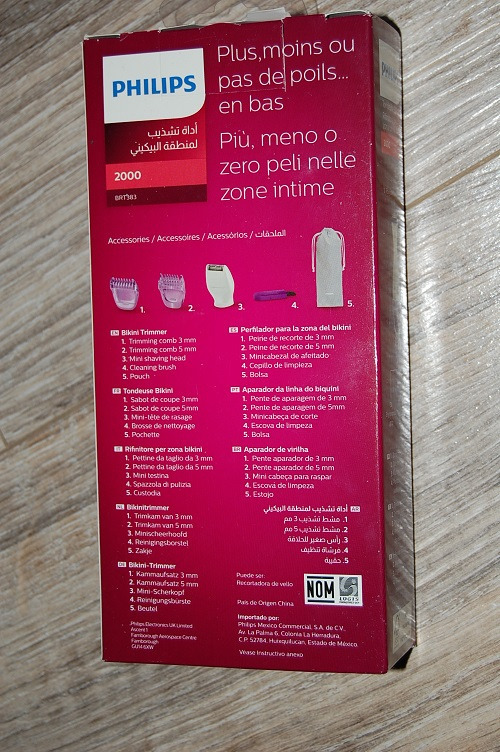 PHILIPS
أداة تشذيب
لمنطقة البيكيني
2000
BRT383
Plus,moins ou
pas de poils...
en bas
Più, meno o
zero peli nelle
zone intime
Accessories / Accessoires / Acessórios / الملحقات
1.
2.
3.
4.
5.
EN Bikini Trimmer
1. Trimming comb 3 mm
2. Trimming comb 5 mm
3. Mini shaving head
4. Cleaning brush
5. Pouch
FR Tondeuse Bikini
1. Sabot de coupe 3mm
2. Sabot de coupe 5mm
3. Mini-tête de rasage
4. Brosse de nettoyage
5. Pochette
IT Rifinitore per zona bikini
1. Pettine da taglio da 3 mm
2. Pettine da taglio da 5 mm
3. Mini testina
4. Spazzola di pulizia
5. Custodia
NL Bikinitrimmer
1. Trimkam van 3 mm
2. Trimkam van 5 mm
3. Minischeerhoofd
4. Reinigingsborstel
5. Zakje
DE Bikini-Trimmer
1. Kammaufsatz 3 mm
2. Kammaufsatz 5 mm
3. Mini-Scherkopf
4. Reinigungsbürste
5. Beutel
Philips Electronics UK Limited
Ascent 1
Farnborough Aerospace Centre
Farnborough
GU14 6XW
ES Perfilador para la zona del bikini
1. Peine de recorte de 3 mm
2. Peine de recorte de 5 mm
3. Minicabezal de afeitado
4. Cepillo de limpieza
5. Bolsa
PT Aparador da linha do biquíni
1. Pente de aparagem de 3 mm
2. Pente de aparagem de 5mm
3. Minicabeça de corte
4. Escova de limpeza
5. Bolsa
BR Aparador de virilha
1. Pente aparador de 3 mm
2. Pente aparador de 5 mm
3. Mini cabeça para raspar
4. Escova de limpeza
5. Estojo
AR أداة تشذيب لمنطقة البيكيني
1. مشط تشذيب 3 مم
2. مشط تشذيب 5 مم
3. رأس صغير للحلاقة
4. فرشاة تنظيف
5. حقيبة
Puede ser:
Recortadora de vello
País de Origen China
NOM
LOGIS
Importado por:
Philips Mexico Commercial, S.A. de C.V.,
Av. La Palma 6, Colonia La Herradura,
C.P. 52784, Huixquilucan, Estado de México.
Véase Instructivo anexo